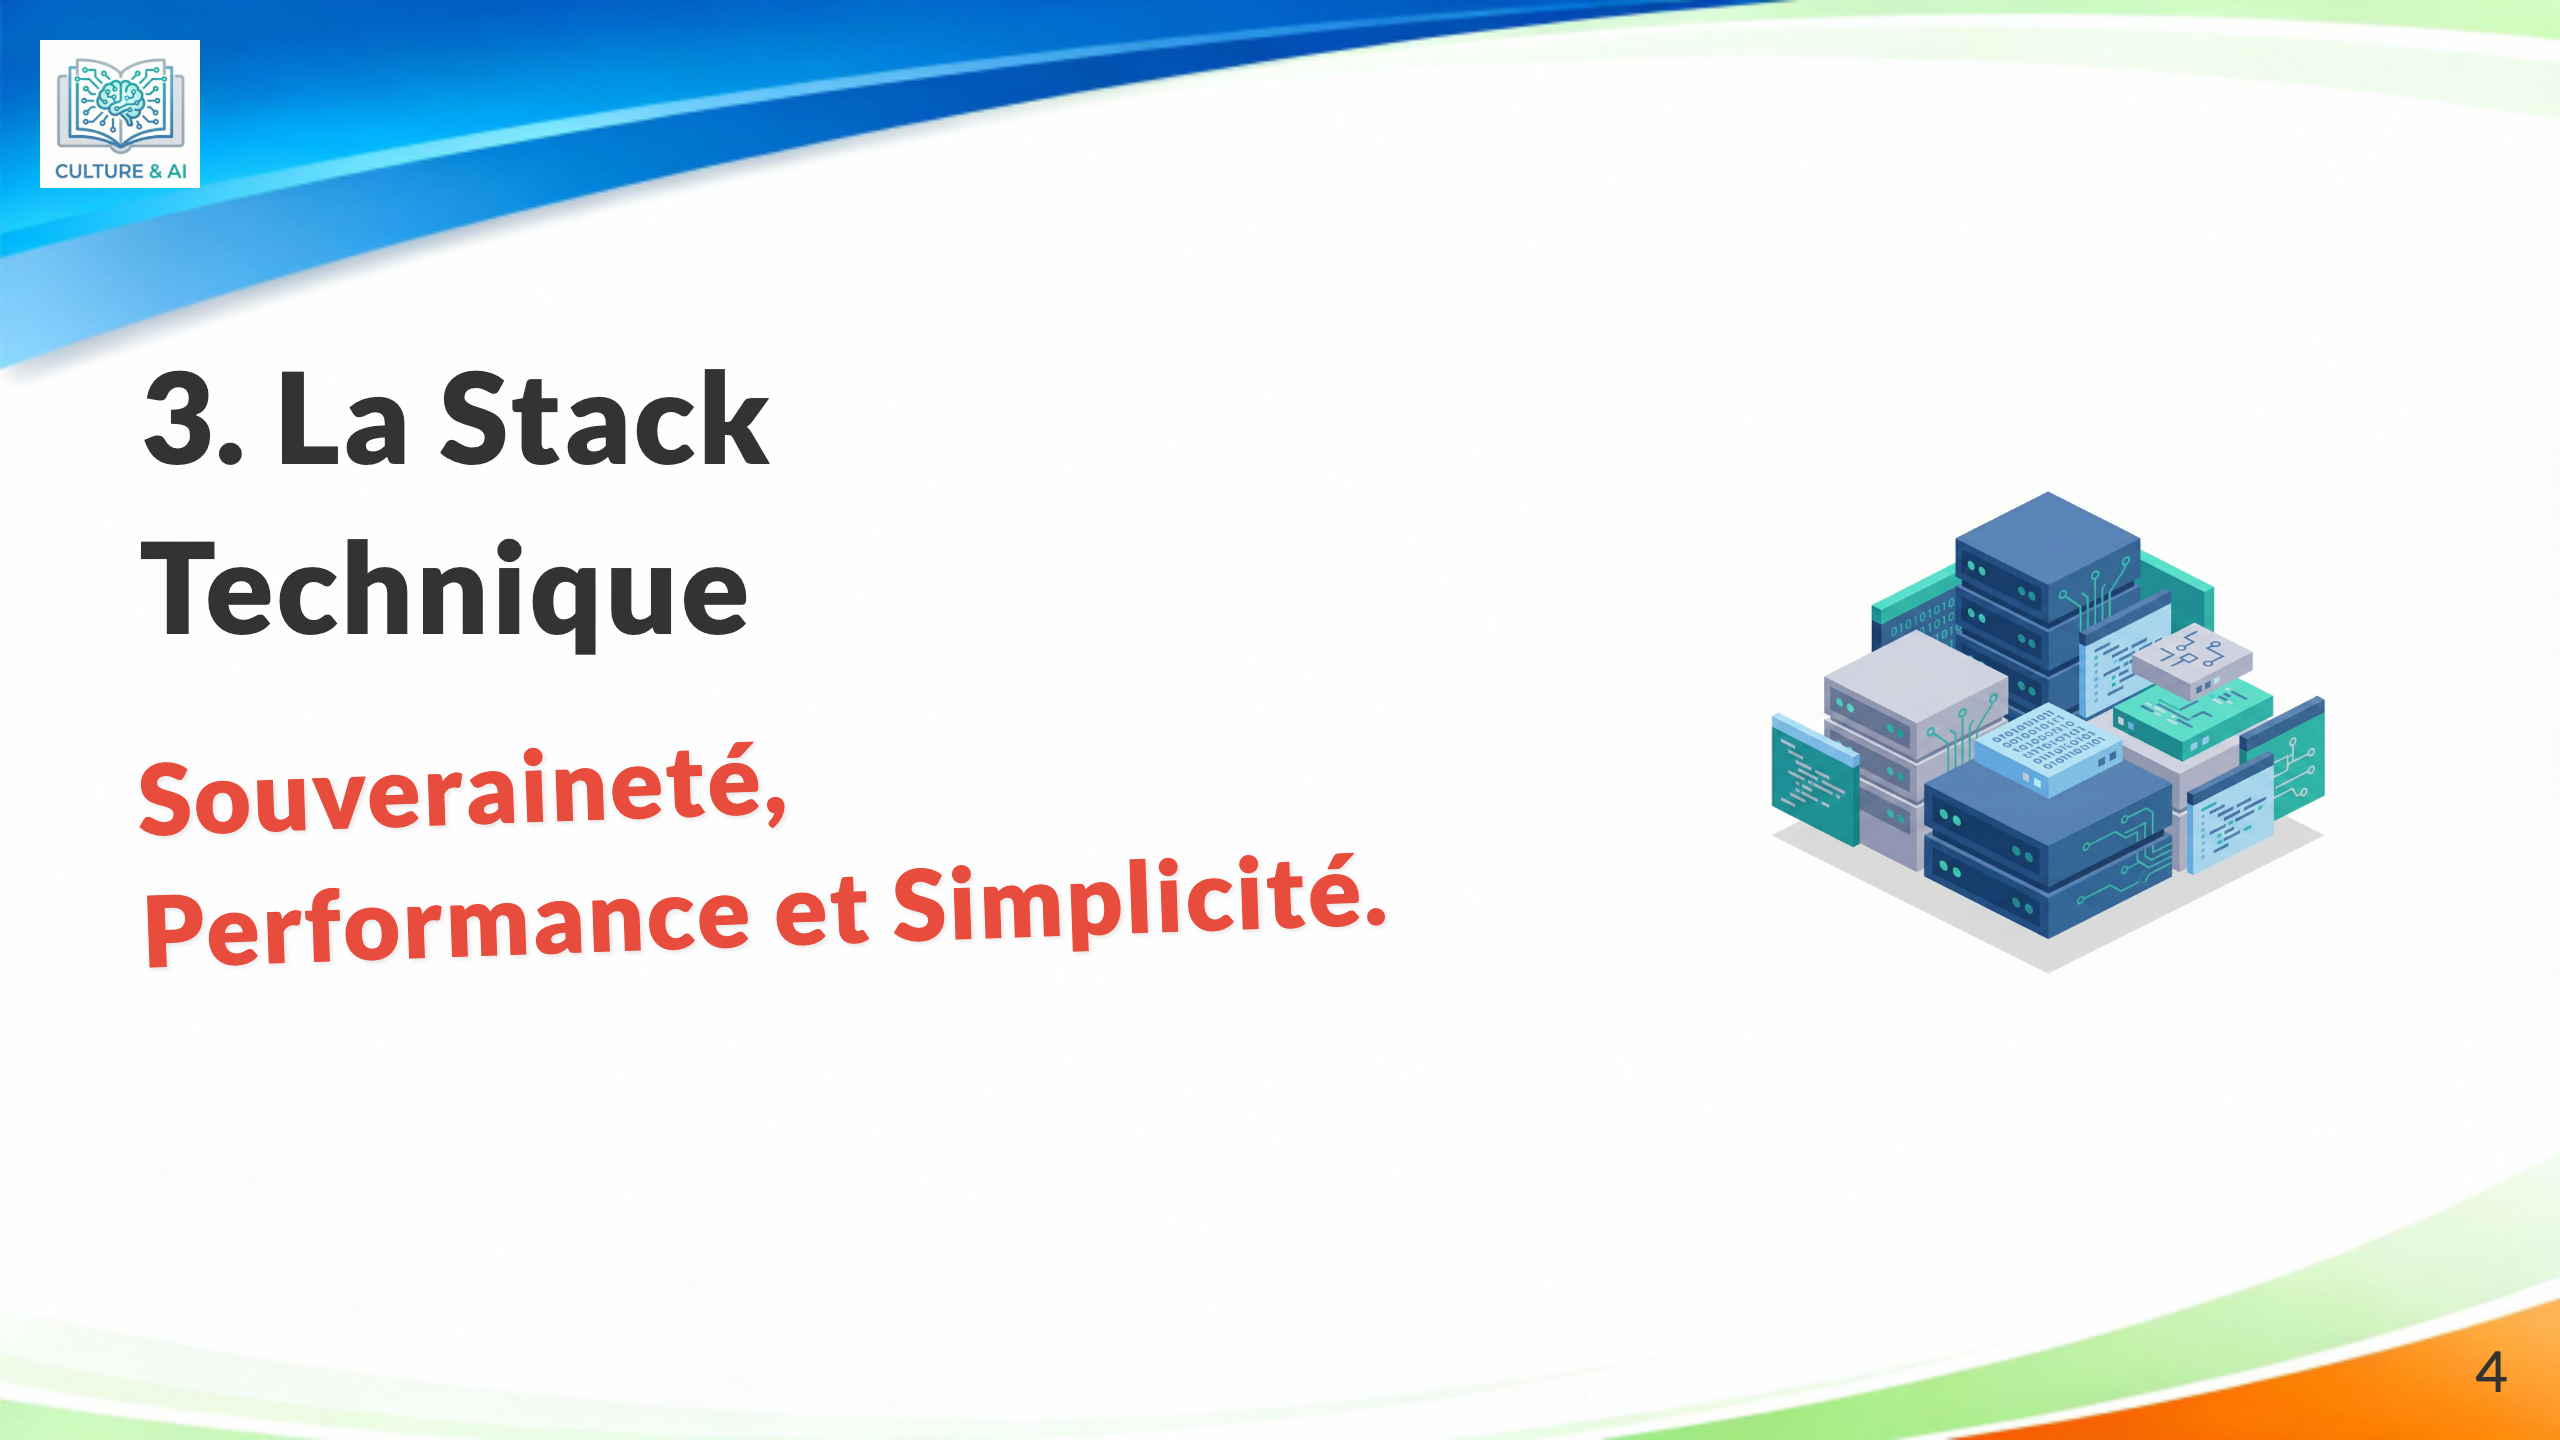 CULTURE & AI
3. La Stack
Technique
Souveraineté,
Performance et Simplicité.
4